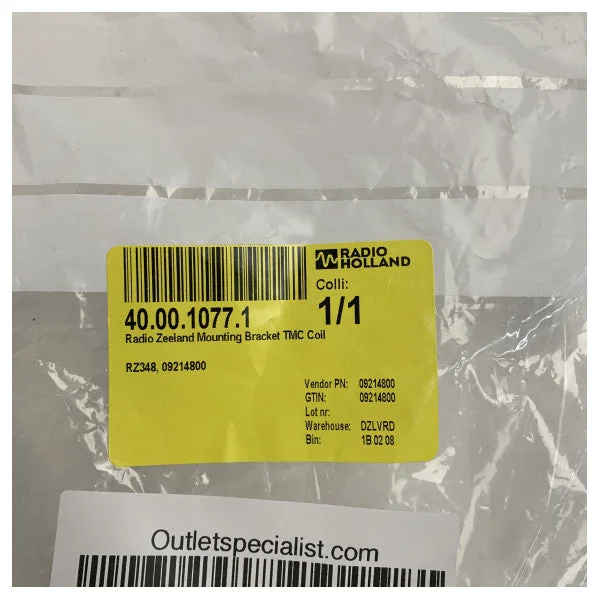 RADIO
HOLLAND
Colli:
1/1
40.00.1077.1
Radio Zeeland Mounting Bracket TMC Coil
RZ348, 09214800
Vendor PN: 09214800
GTIN: 09214800
Lot nr:
Warehouse: DZLVRD
Bin: 1B 02 08
Outletspecialist.com